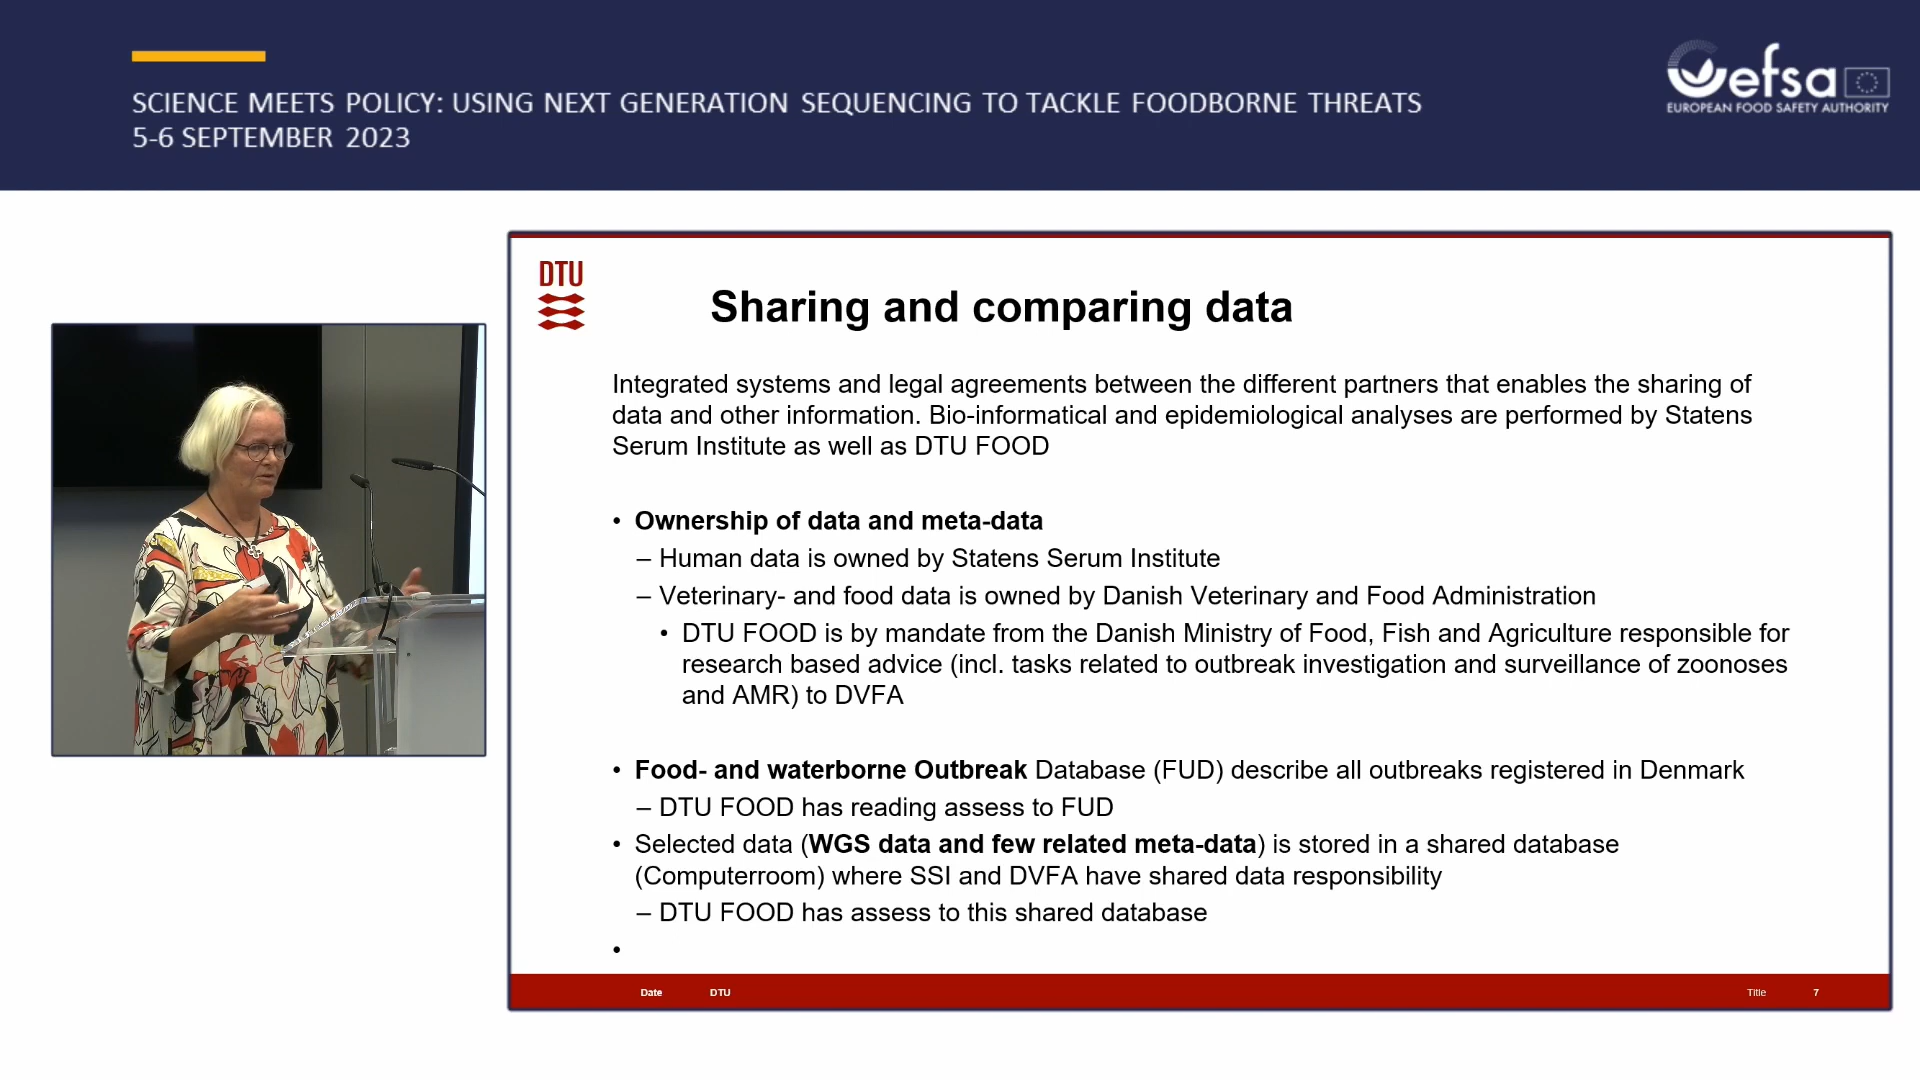 SCIENCE MEETS POLICY: USING NEXT GENERATION SEQUENCING TO TACKLE FOODBORNE THREATS
5-6 SEPTEMBER 2023
efsa
EUROPEAN FOOD SAFETY AUTHORITY
DTU
Sharing and comparing data
Integrated systems and legal agreements between the different partners that enables the sharing of
data and other information. Bio-informatical and epidemiological analyses are performed by Statens
Serum Institute as well as DTU FOOD
• Ownership of data and meta-data
– Human data is owned by Statens Serum Institute
– Veterinary- and food data is owned by Danish Veterinary and Food Administration
• DTU FOOD is by mandate from the Danish Ministry of Food, Fish and Agriculture responsible for
research based advice (incl. tasks related to outbreak investigation and surveillance of zoonoses
and AMR) to DVFA
• Food- and waterborne Outbreak Database (FUD) describe all outbreaks registered in Denmark
– DTU FOOD has reading assess to FUD
• Selected data (WGS data and few related meta-data) is stored in a shared database
(Computerroom) where SSI and DVFA have shared data responsibility
– DTU FOOD has assess to this shared database
•
Date DTU Title 7